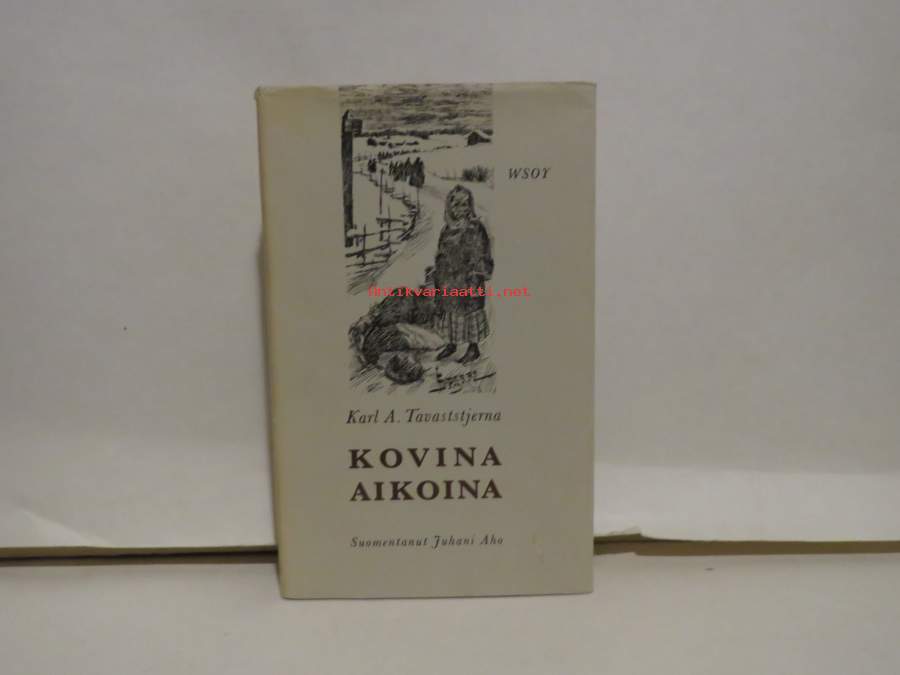 WSOY
antikvariaatti.net
Karl A. Tavaststjerna
KOVINA
AIKOINA
Suomentanut Juhani Aho